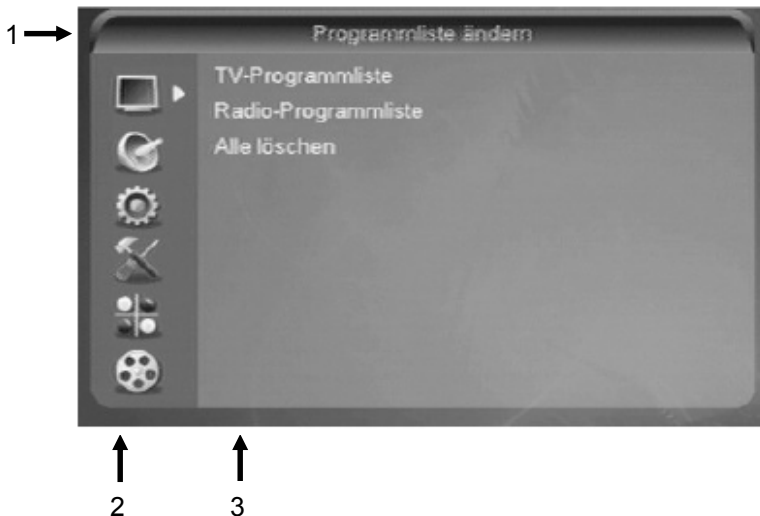 1
Programmliste ändern
TV-Programmliste
Radio-Programmliste
Alle löschen
2 3